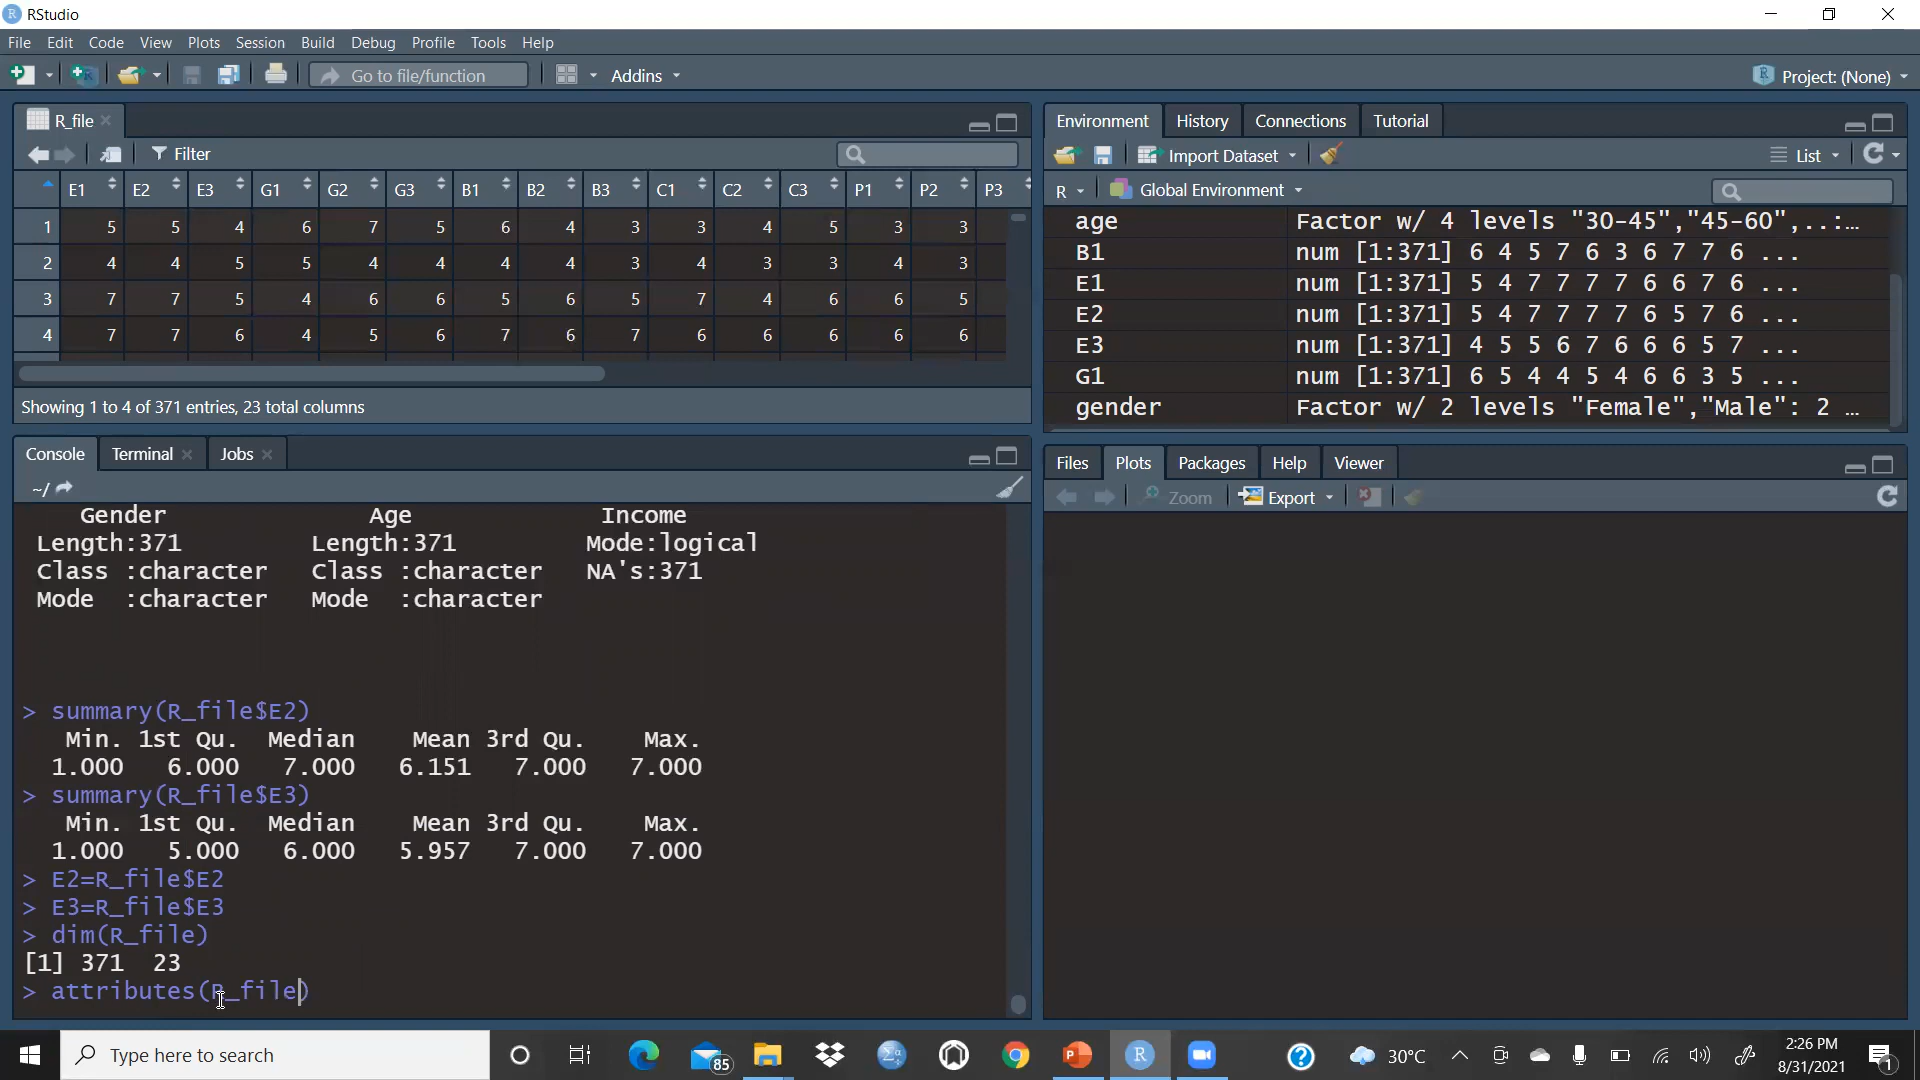 RStudio
File Edit Code View Plots Session Build Debug Profile Tools Help
Go to file/function Addins Project: (None)
R_file
Filter
E1 E2 E3 G1 G2 G3 B1 B2 B3 C1 C2 C3 P1 P2 P3
1 5 5 4 6 7 5 6 4 3 3 4 5 3 3
2 4 4 5 5 4 4 4 4 3 4 3 3 4 3
3 7 7 5 4 6 6 5 6 5 7 4 6 6 5
4 7 7 6 4 5 6 7 6 7 6 6 6 6 6
Showing 1 to 4 of 371 entries, 23 total columns
Console Terminal Jobs
~/
Gender Age Income
Length:371 Length:371 Mode:logical
Class :character Class :character NA's:371
Mode :character Mode :character
> summary(R_file$E2)
Min. 1st Qu. Median Mean 3rd Qu. Max.
1.000 6.000 7.000 6.151 7.000 7.000
> summary(R_file$E3)
Min. 1st Qu. Median Mean 3rd Qu. Max.
1.000 5.000 6.000 5.957 7.000 7.000
> E2=R_file$E2
> E3=R_file$E3
> dim(R_file)
[1] 371 23
> attributes(R_file)
Environment History Connections Tutorial
Import Dataset List
R Global Environment
age Factor w/ 4 levels "30-45","45-60",..:…
B1 num [1:371] 6 4 5 7 6 3 6 7 7 6 ...
E1 num [1:371] 5 4 7 7 7 7 6 6 7 6 ...
E2 num [1:371] 5 4 7 7 7 7 6 5 7 6 ...
E3 num [1:371] 4 5 5 6 7 6 6 6 5 7 ...
G1 num [1:371] 6 5 4 4 5 4 6 6 3 5 ...
gender Factor w/ 2 levels "Female","Male": 2 …
Files Plots Packages Help Viewer
Zoom Export
Type here to search
85
30°C
2:26 PM
8/31/2021
1